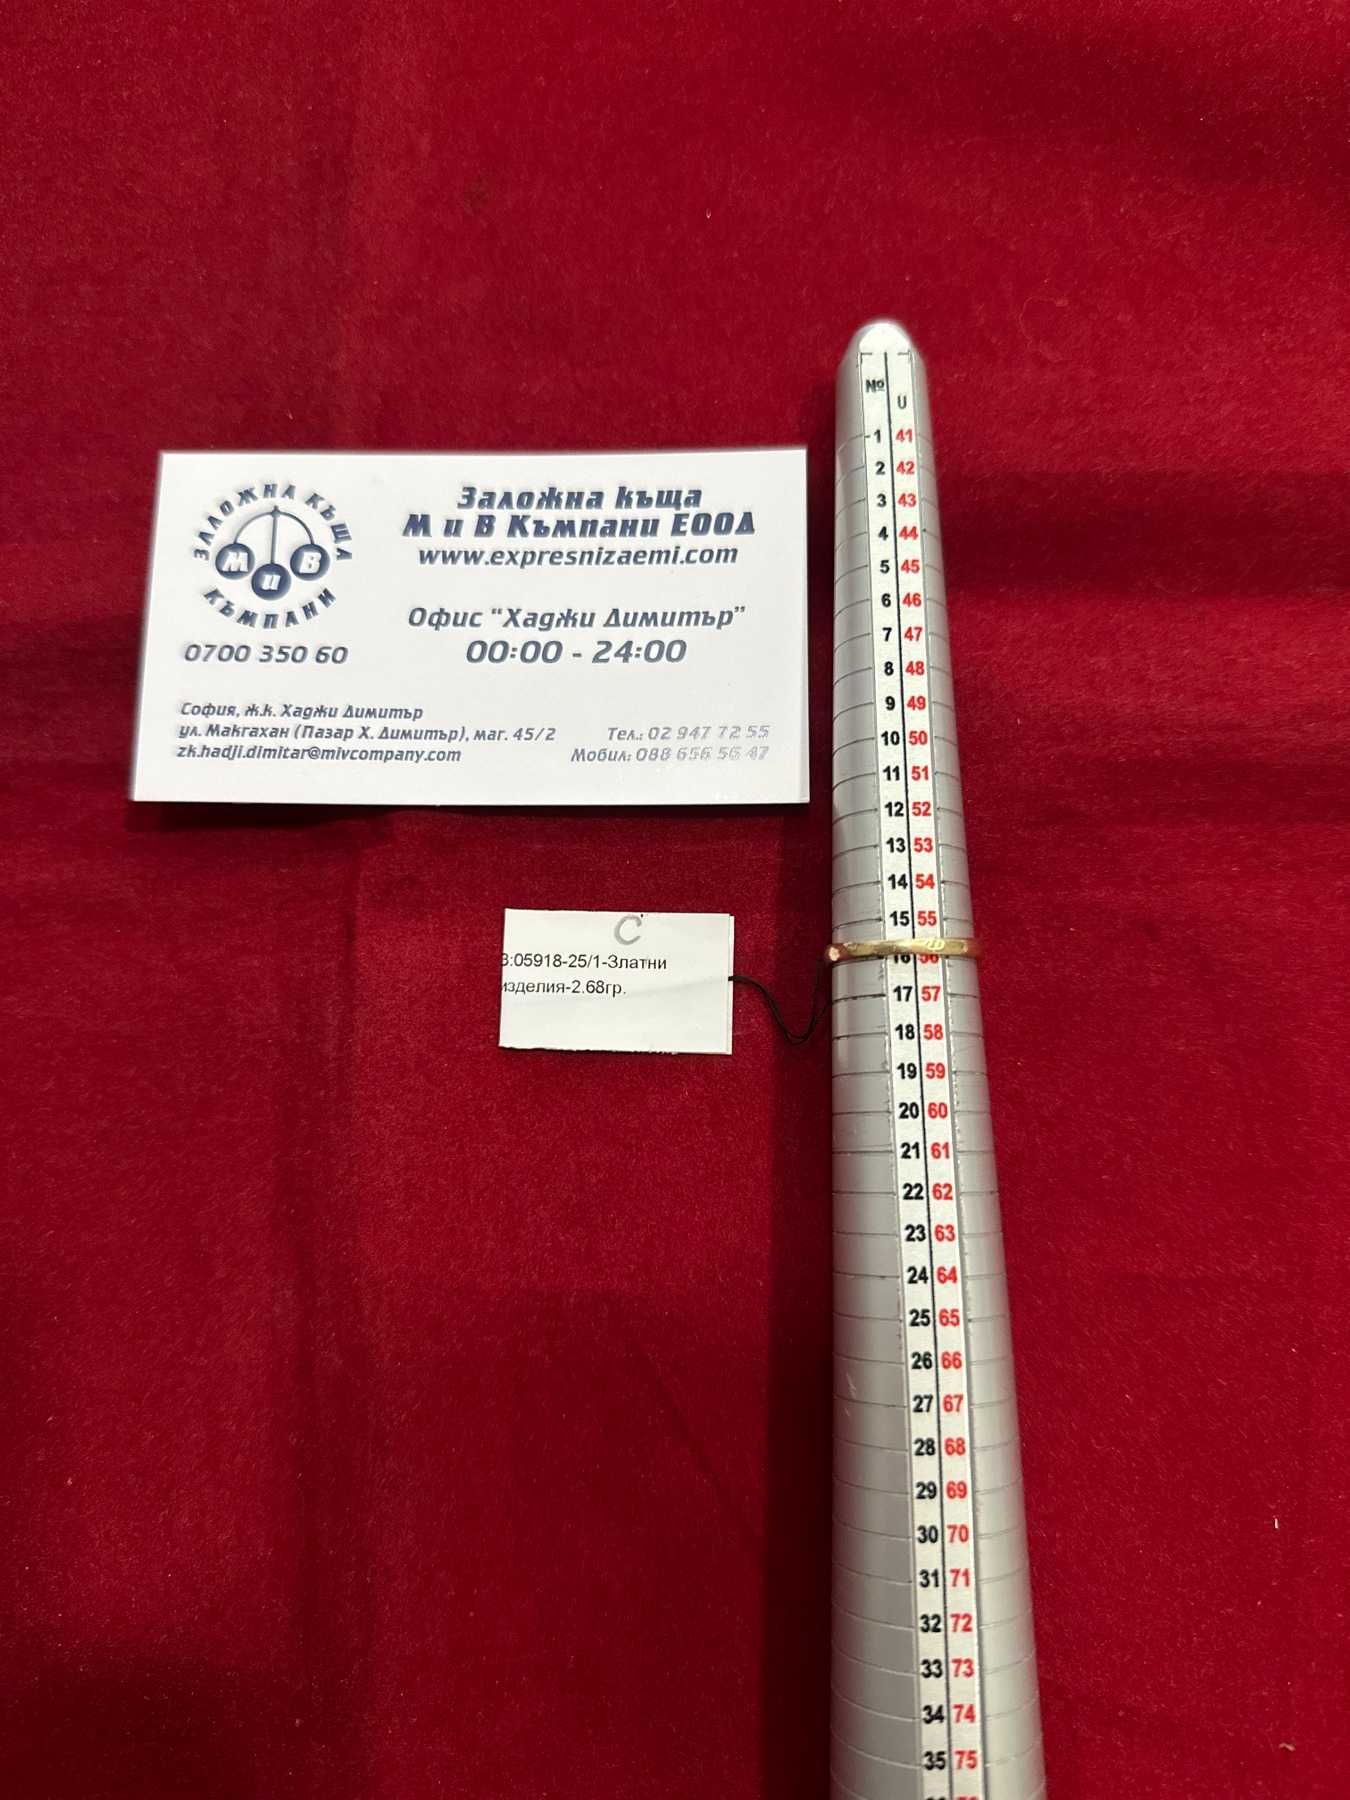 ЗАЛОЖНА КЪЩА
М и В
КЪМПАНИ
0700 350 60
Заложна къща
М и В Къмпани ЕООД
www.expresnizaemi.com
Офис "Хаджи Димитър"
00:00 - 24:00
София, ж.к. Хаджи Димитър
ул. Макгахан (Пазар Х. Димитър), маг. 45/2
zk.hadji.dimitar@mivcompany.com
Тел.: 02 947 72 55
Мобил: 088 656 56 47
С
З:05918-25/1-Златни
изделия-2.68гр.
№ U
1 41
2 42
3 43
4 44
5 45
6 46
7 47
8 48
9 49
10 50
11 51
12 52
13 53
14 54
15 55
16 56
17 57
18 58
19 59
20 60
21 61
22 62
23 63
24 64
25 65
26 66
27 67
28 68
29 69
30 70
31 71
32 72
33 73
34 74
35 75